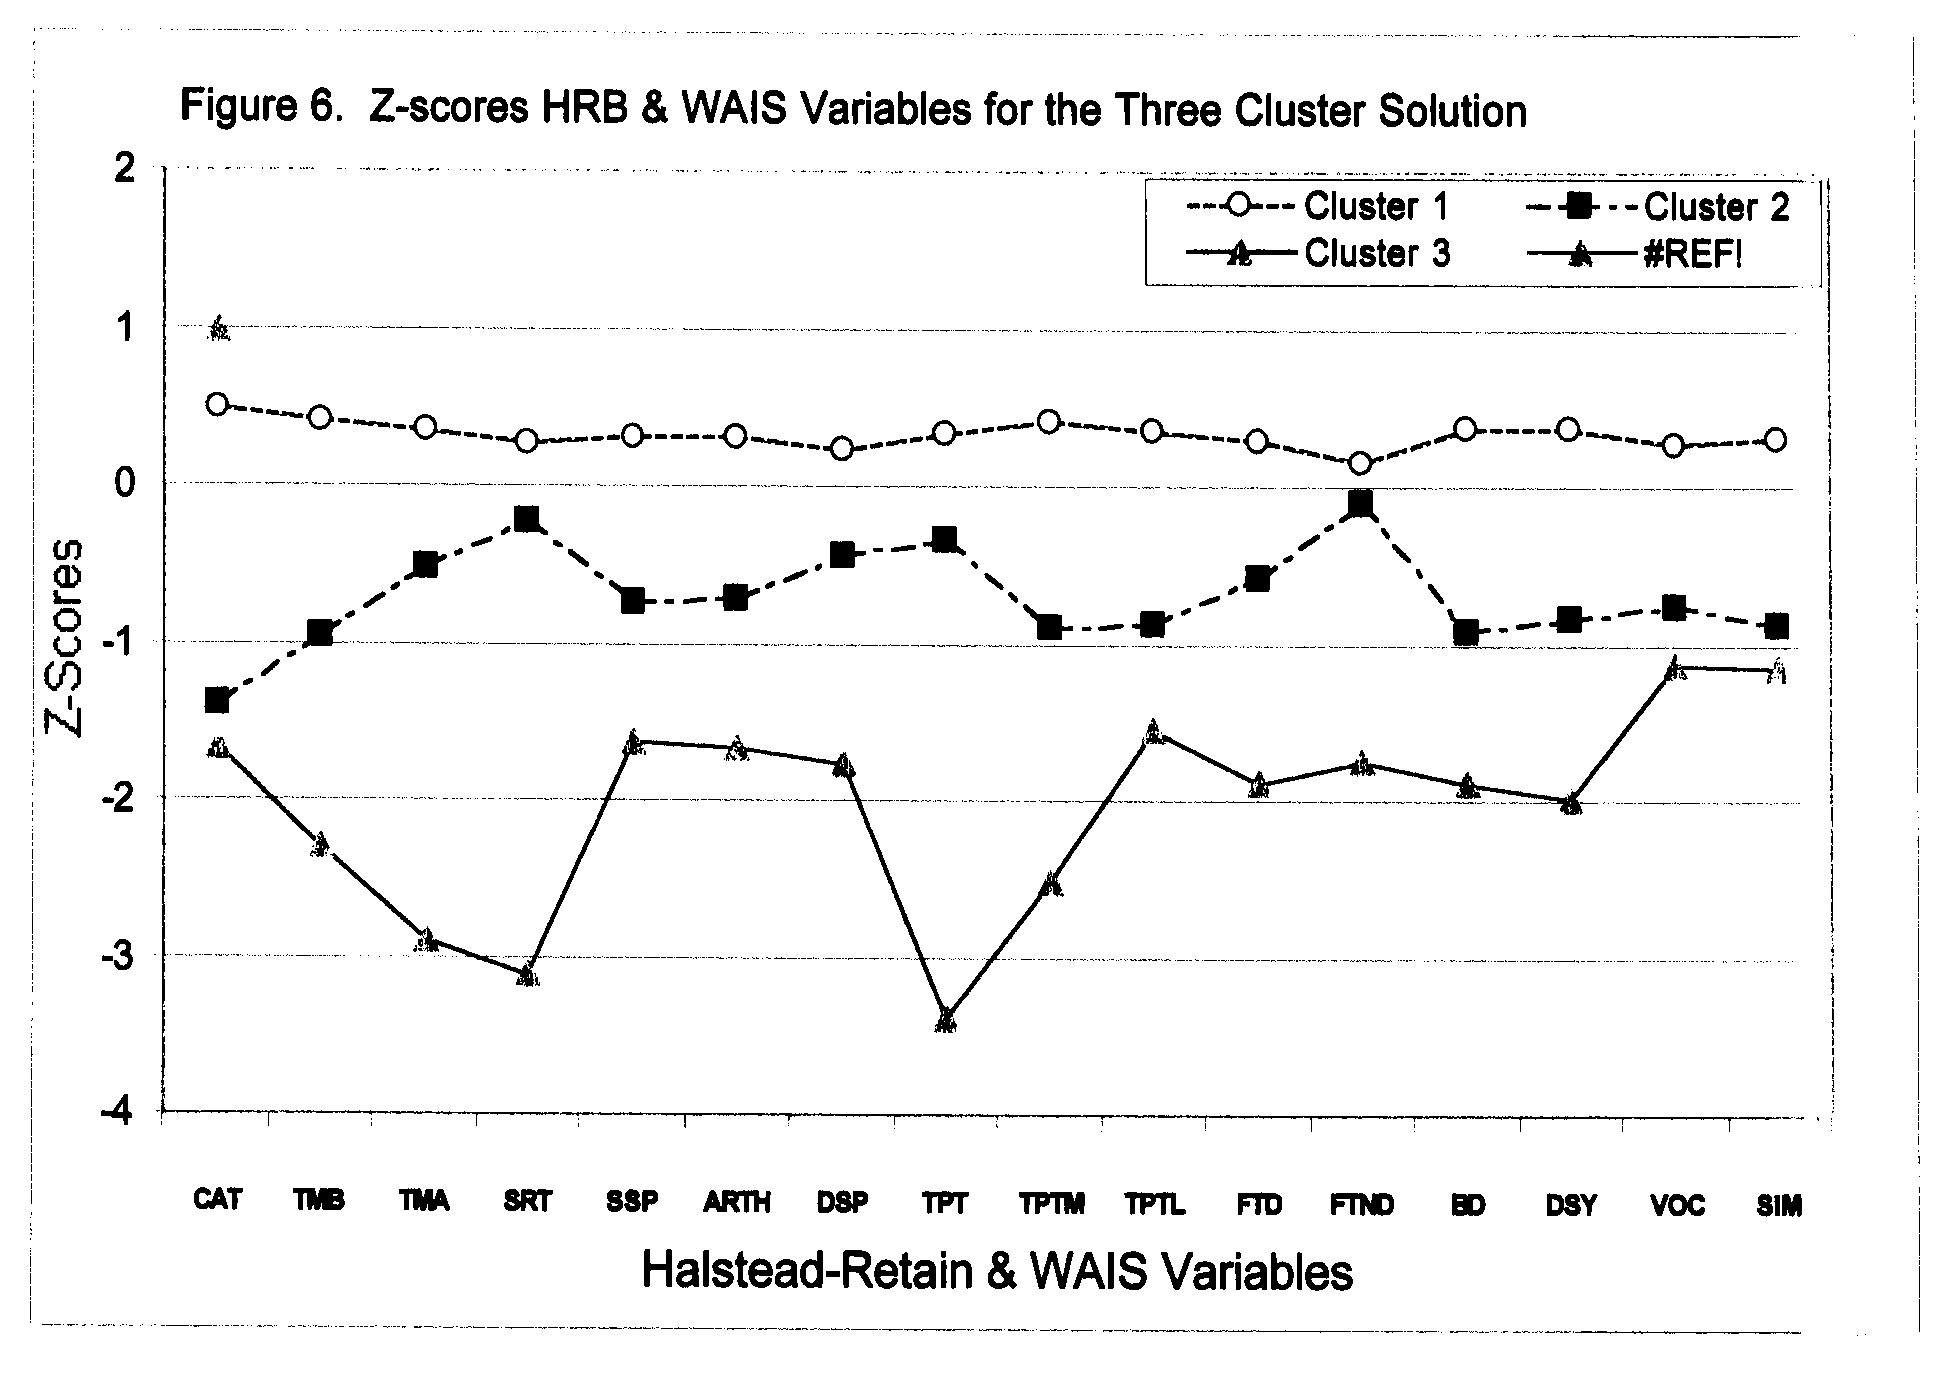 Figure 6. Z-scores HRB & WAIS Variables for the Three Cluster Solution
2
1
0
-1
-2
-3
-4
Z-Scores
Cluster 1
Cluster 2
Cluster 3
#REF!
CAT TMB TMA SRT SSP ARTH DSP TPT TPTM TPTL FTD FTND BD DSY VOC SIM
Halstead-Retain & WAIS Variables